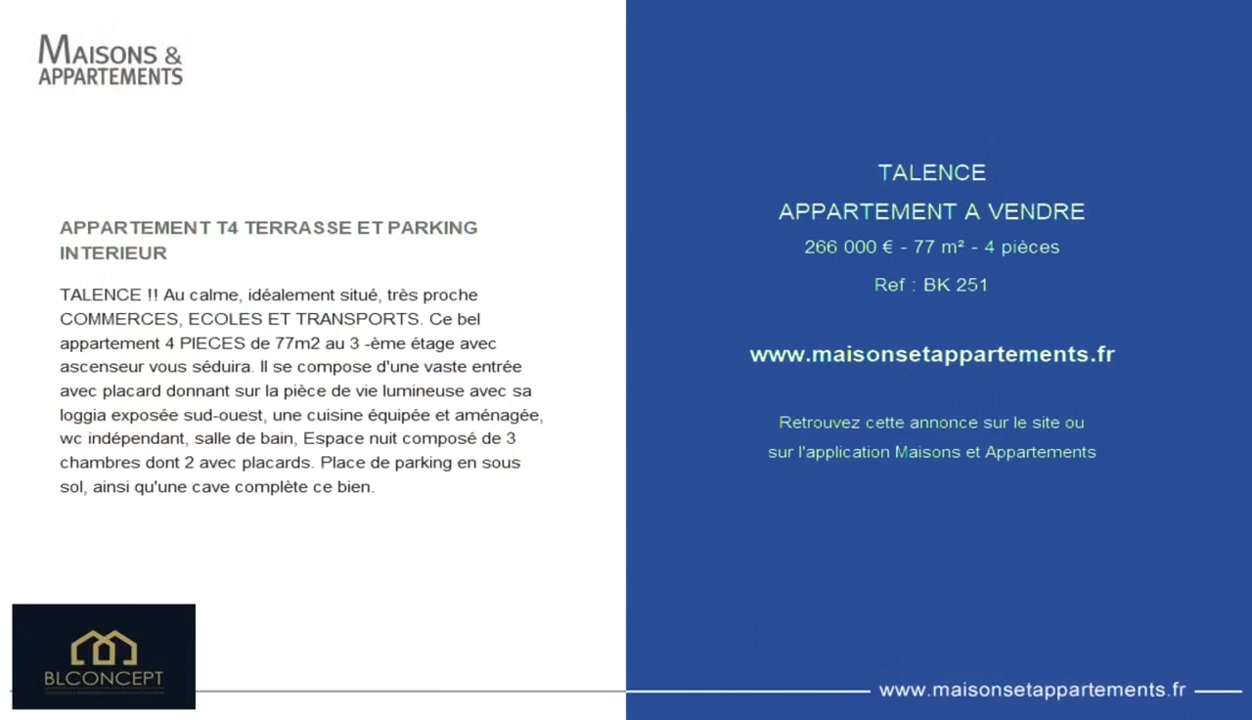 MAISONS &
APPARTEMENTS
APPARTEMENT T4 TERRASSE ET PARKING
INTERIEUR
TALENCE !! Au calme, idéalement situé, très proche
COMMERCES, ECOLES ET TRANSPORTS. Ce bel
appartement 4 PIECES de 77m2 au 3 -ème étage avec
ascenseur vous séduira. Il se compose d'une vaste entrée
avec placard donnant sur la pièce de vie lumineuse avec sa
loggia exposée sud-ouest, une cuisine équipée et aménagée,
wc indépendant, salle de bain, Espace nuit composé de 3
chambres dont 2 avec placards. Place de parking en sous
sol, ainsi qu'une cave complète ce bien.
BLCONCEPT
TALENCE
APPARTEMENT A VENDRE
266 000 € - 77 m² - 4 pièces
Ref : BK 251
www.maisonsetappartements.fr
Retrouvez cette annonce sur le site ou
sur l'application Maisons et Appartements
www.maisonsetappartements.fr